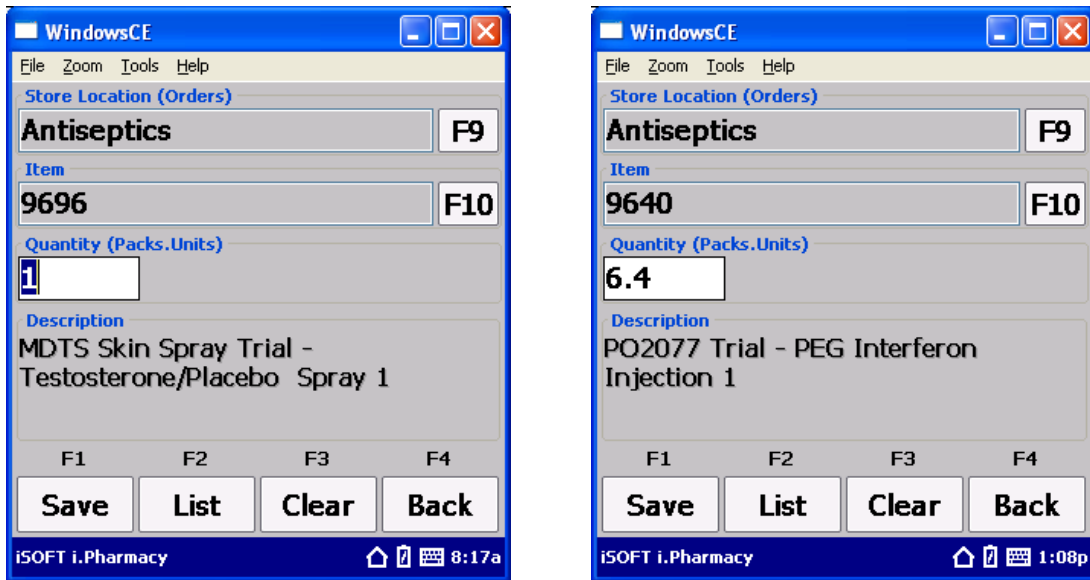 WindowsCE
File Zoom Tools Help
Store Location (Orders)
Antiseptics F9
Item
9696 F10
Quantity (Packs.Units)
1
Description
MDTS Skin Spray Trial -
Testosterone/Placebo Spray 1
F1 F2 F3 F4
Save List Clear Back
iSOFT i.Pharmacy 8:17a
WindowsCE
File Zoom Tools Help
Store Location (Orders)
Antiseptics F9
Item
9640 F10
Quantity (Packs.Units)
6.4
Description
PO2077 Trial - PEG Interferon
Injection 1
F1 F2 F3 F4
Save List Clear Back
iSOFT i.Pharmacy 1:08p